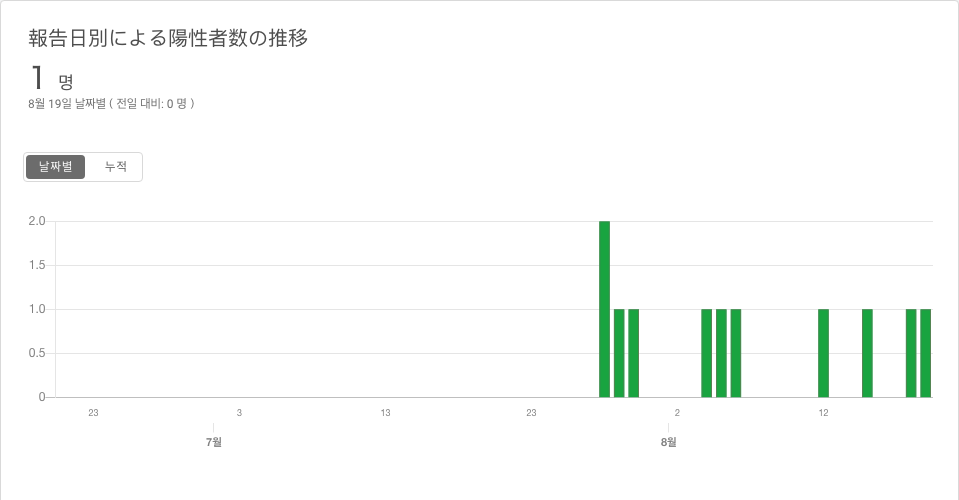 報告日別による陽性者数の推移
1 명
8월 19일 날짜별 ( 전일 대비: 0 명 )
날짜별 누적
2.0
1.5
1.0
0.5
0
23 3 13 23 2 12
7월 8월